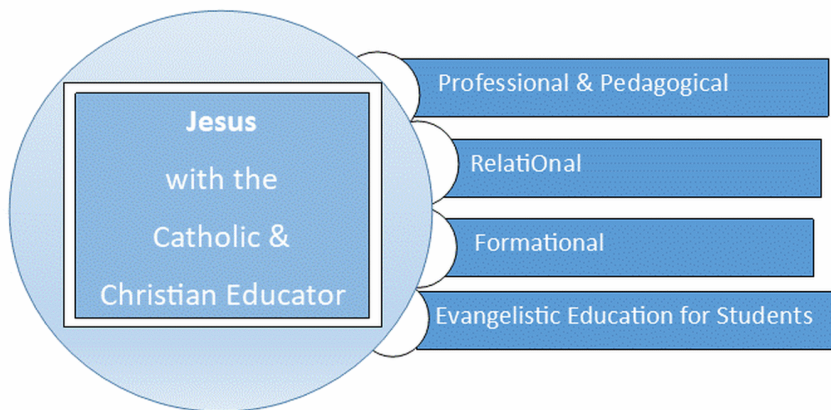 Jesus
with the
Catholic &
Christian Educator
Professional & Pedagogical
RelatiOnal
Formational
Evangelistic Education for Students